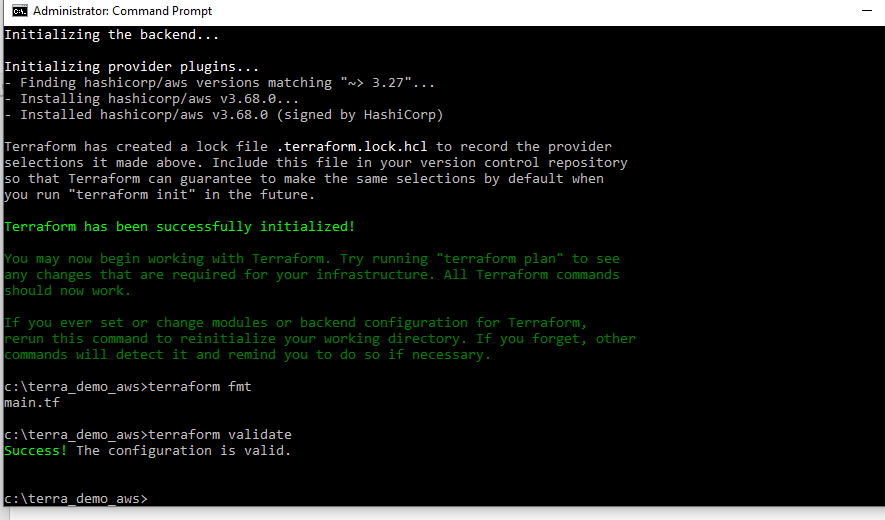 Administrator: Command Prompt
Initializing the backend...
Initializing provider plugins...
- Finding hashicorp/aws versions matching "~> 3.27"...
- Installing hashicorp/aws v3.68.0...
- Installed hashicorp/aws v3.68.0 (signed by HashiCorp)
Terraform has created a lock file .terraform.lock.hcl to record the provider
selections it made above. Include this file in your version control repository
so that Terraform can guarantee to make the same selections by default when
you run "terraform init" in the future.
Terraform has been successfully initialized!
You may now begin working with Terraform. Try running "terraform plan" to see
any changes that are required for your infrastructure. All Terraform commands
should now work.
If you ever set or change modules or backend configuration for Terraform,
rerun this command to reinitialize your working directory. If you forget, other
commands will detect it and remind you to do so if necessary.
c:\terra_demo_aws>terraform fmt
main.tf
c:\terra_demo_aws>terraform validate
Success! The configuration is valid.
c:\terra_demo_aws>